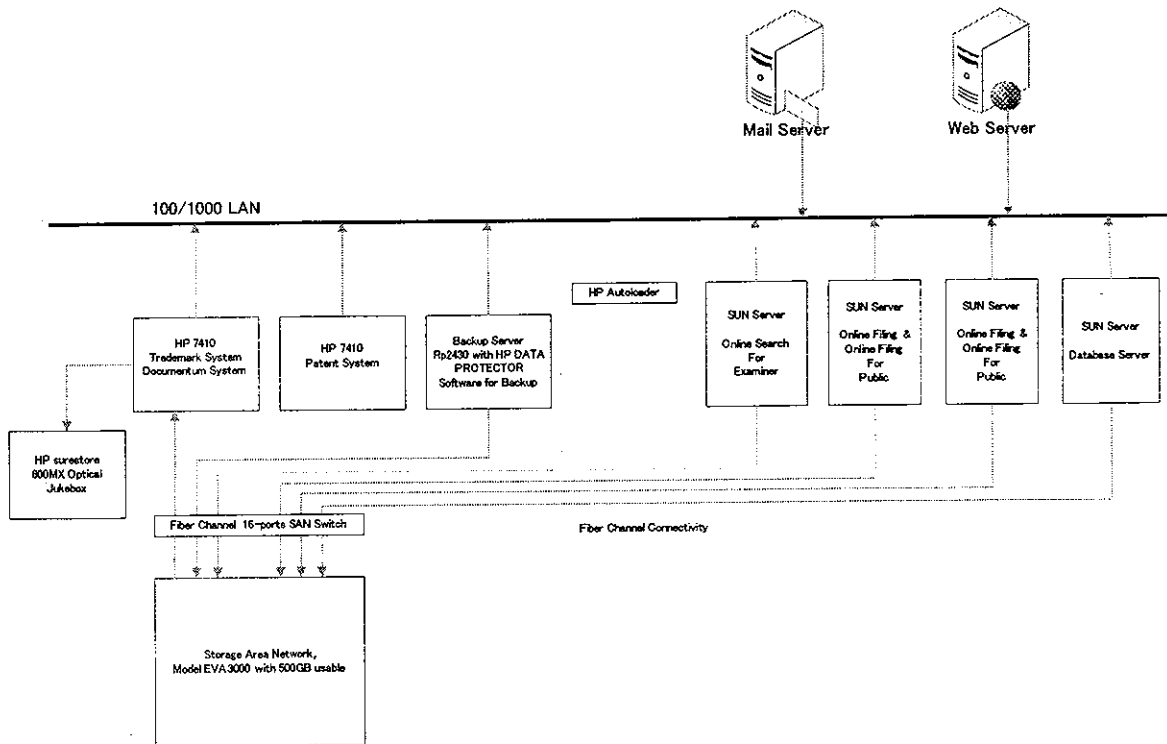 Mail Server
Web Server
100/1000 LAN
HP Autoloader
HP 7410
Trademark System
Documentum System
HP 7410
Patent System
Backup Server
Rp2430 with HP DATA
PROTECTOR
Software for Backup
SUN Server
Online Search
For
Examiner
SUN Server
Online Filing &
Online Filing
For
Public
SUN Server
Online Filing &
Online Filing
For
Public
SUN Server
Database Server
HP surestore
600MX Optical
Jukebox
Fiber Channel 16-ports SAN Switch
Fiber Channel Connectivity
Storage Area Network,
Model EVA3000 with 500GB usable